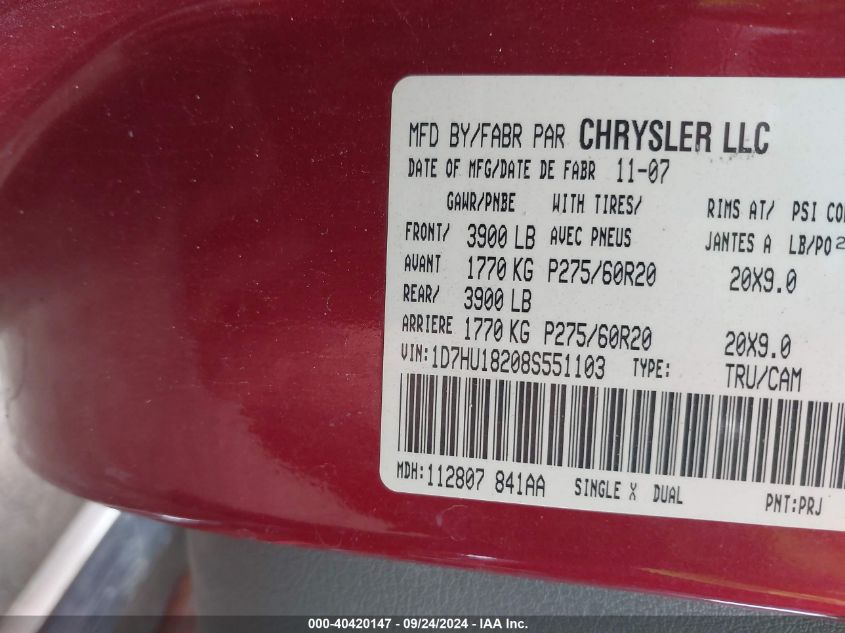 MFD BY/FABR PAR CHRYSLER LLC
DATE OF MFG/DATE DE FABR 11-07
GAWR/PNBE WITH TIRES/ RIMS AT/ PSI CO
FRONT/ 3900 LB AVEC PNEUS JANTES A LB/PO²
AVANT 1770 KG P275/60R20 20X9.0
REAR/ 3900 LB
ARRIERE 1770 KG P275/60R20 20X9.0
VIN:1D7HU18208S551103 TYPE: TRU/CAM
MDH:112807 841AA SINGLE X DUAL PNT:PRJ
000-40420147 - 09/24/2024 - IAA Inc.